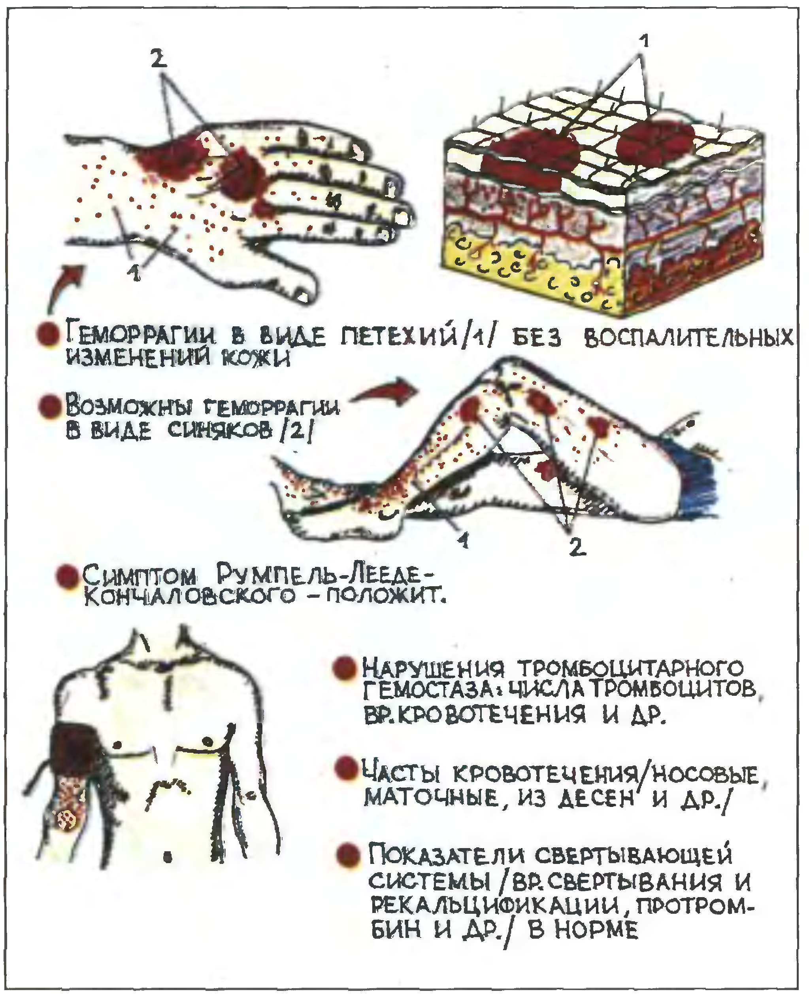 2
1
1
Геморрагии в виде петехий/1/ без воспалительных
изменений кожи
Возможны геморрагии
в виде синяков/2/
1
2
Симптом Румпель-Лееде-
Кончаловского - положит.
Нарушения тромбоцитарного
гемостаза: числа тромбоцитов,
вр. кровотечения и др.
Часты кровотечения/носовые,
маточные, из десен и др./
Показатели свертывающей
системы /вр. свертывания и
рекальцификации, протром-
бин и др./ в норме